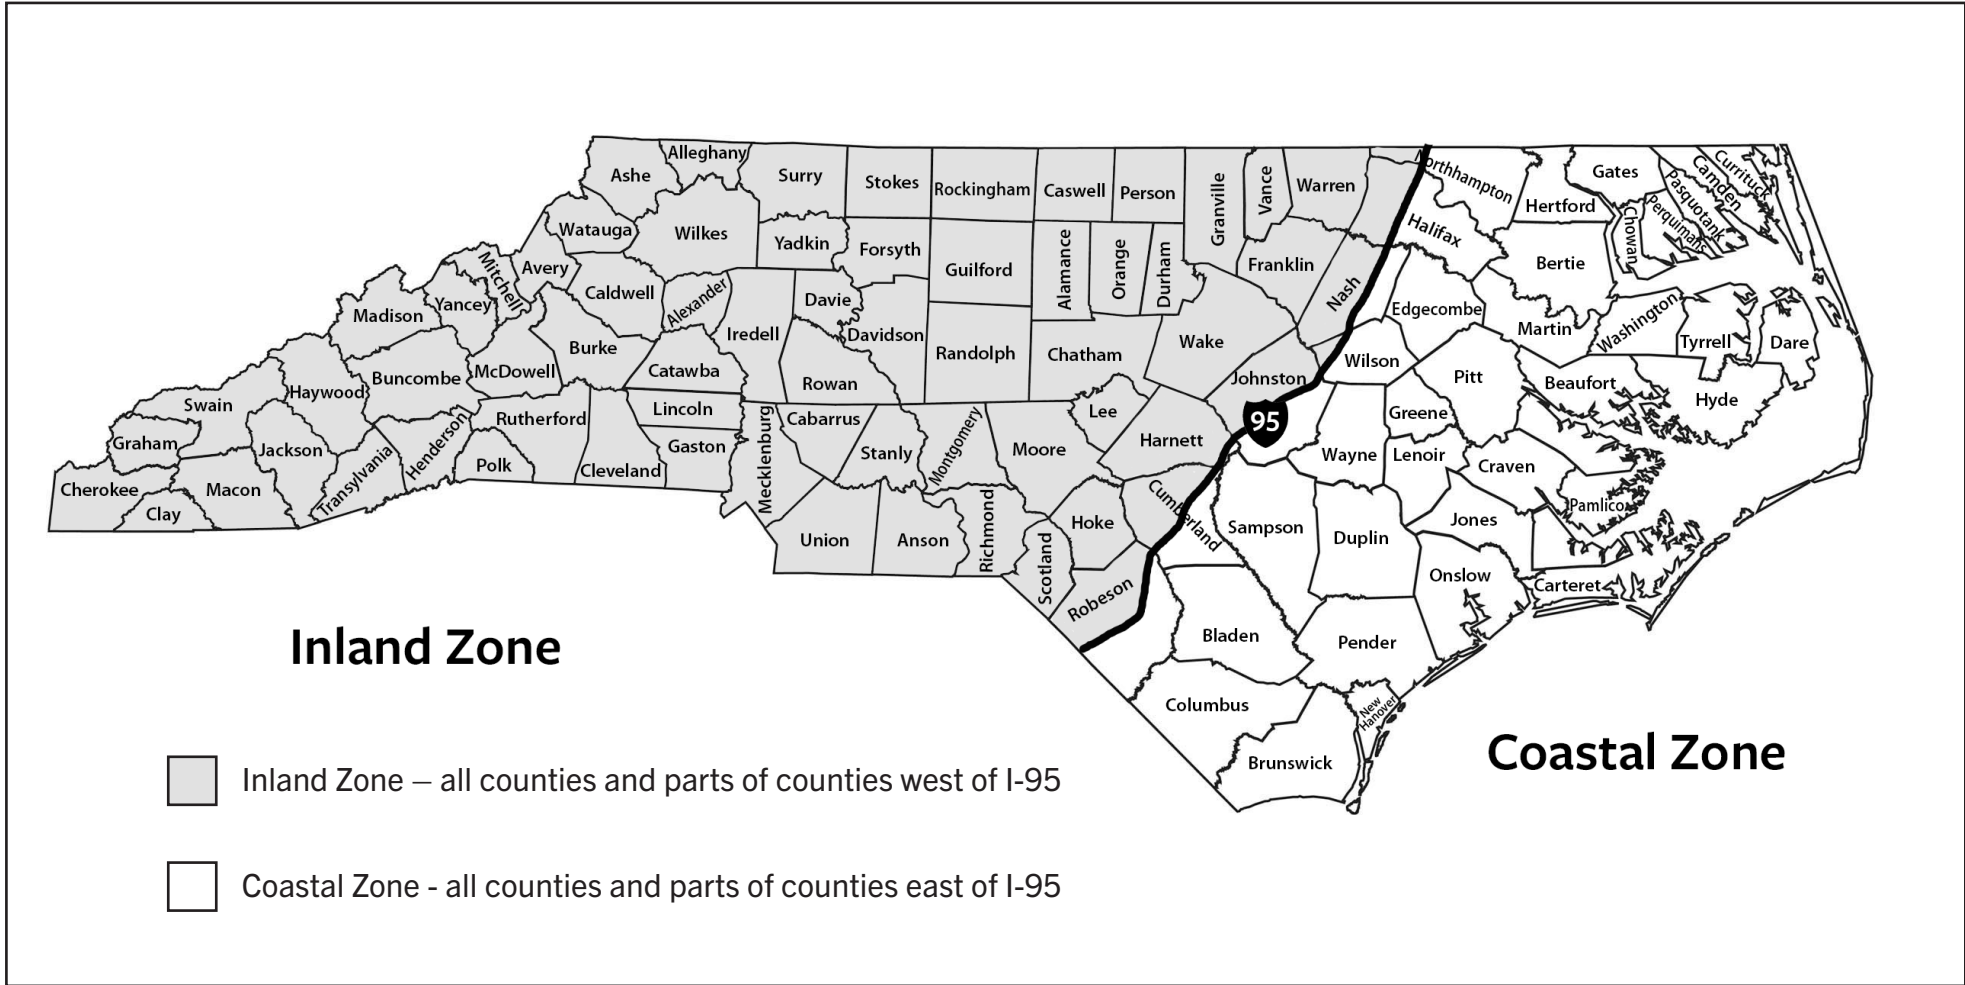 Alleghany
Ashe
Surry
Stokes
Rockingham
Caswell
Person
Granville
Vance
Warren
Northhampton
Gates
Currituck
Camden
Pasquotank
Perquimans
Chowan
Hertford
Halifax
Watauga
Wilkes
Yadkin
Forsyth
Guilford
Alamance
Orange
Durham
Franklin
Nash
Bertie
Mitchell
Avery
Caldwell
Alexander
Davie
Edgecombe
Madison
Yancey
Iredell
Davidson
Martin
Washington
Tyrrell
Dare
Burke
Randolph
Chatham
Wake
Wilson
Buncombe
McDowell
Catawba
Rowan
Johnston
Pitt
Beaufort
Hyde
Haywood
Swain
Rutherford
Lincoln
Cabarrus
Lee
95
Greene
Graham
Jackson
Henderson
Gaston
Mecklenburg
Stanly
Montgomery
Moore
Harnett
Wayne
Lenoir
Craven
Cherokee
Macon
Transylvania
Polk
Cleveland
Clay
Union
Anson
Richmond
Hoke
Cumberland
Sampson
Duplin
Jones
Pamlico
Scotland
Robeson
Onslow
Carteret
Bladen
Pender
Columbus
New
Hanover
Brunswick
Inland Zone
Coastal Zone
Inland Zone – all counties and parts of counties west of I-95
Coastal Zone - all counties and parts of counties east of I-95